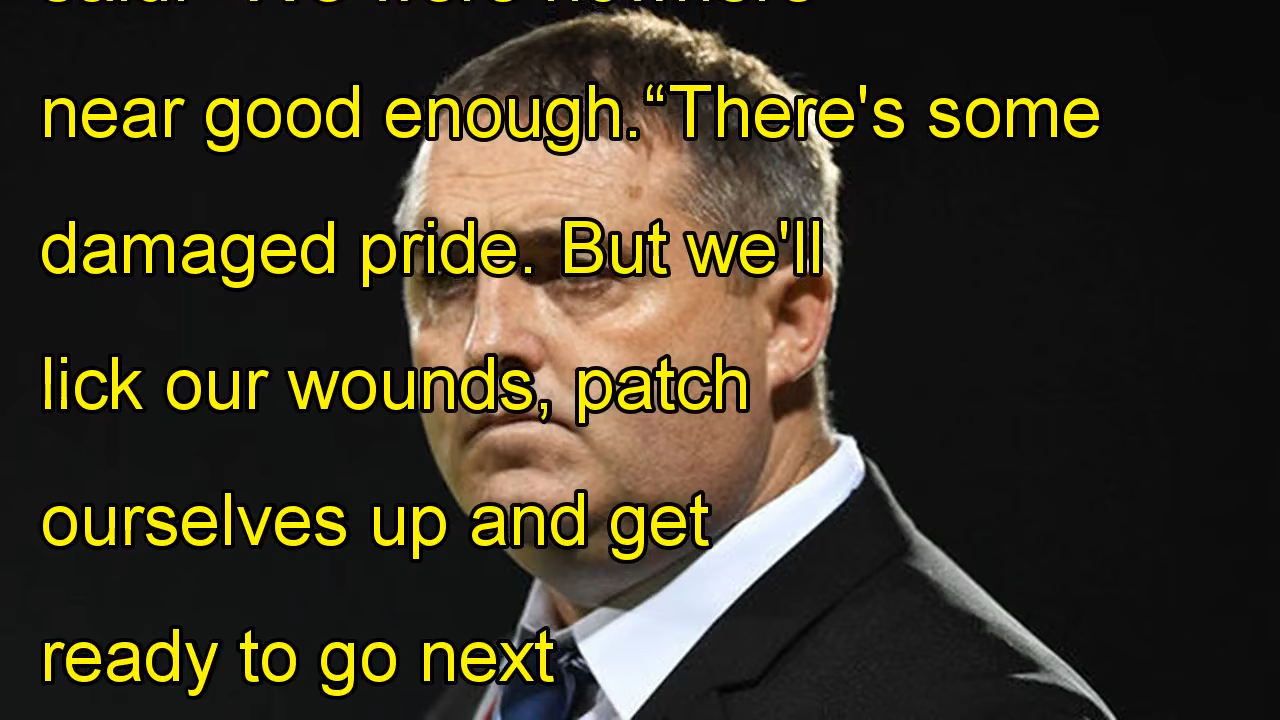 near good enough.“There's some
damaged pride. But we'll
lick our wounds, patch
ourselves up and get
ready to go next